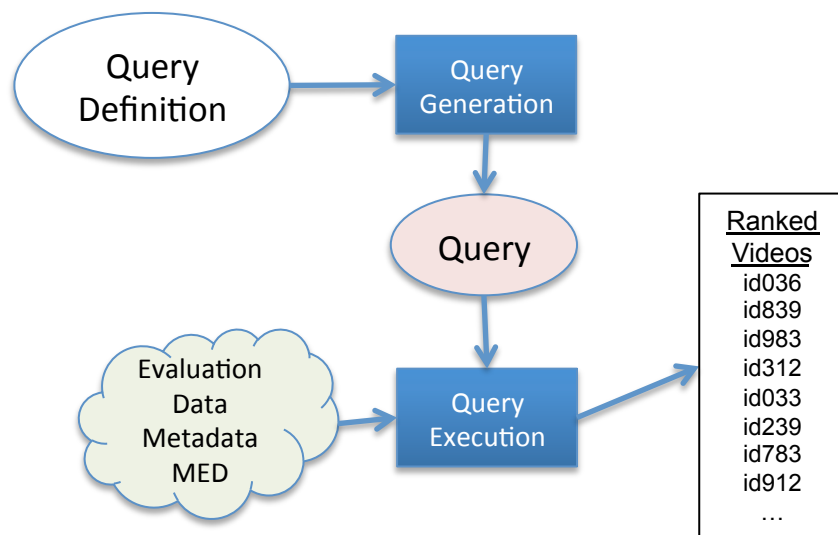 Query
Definition
Query
Generation
Query
Evaluation
Data
Metadata
MED
Query
Execution
Ranked
Videos
id036
id839
id983
id312
id033
id239
id783
id912
…